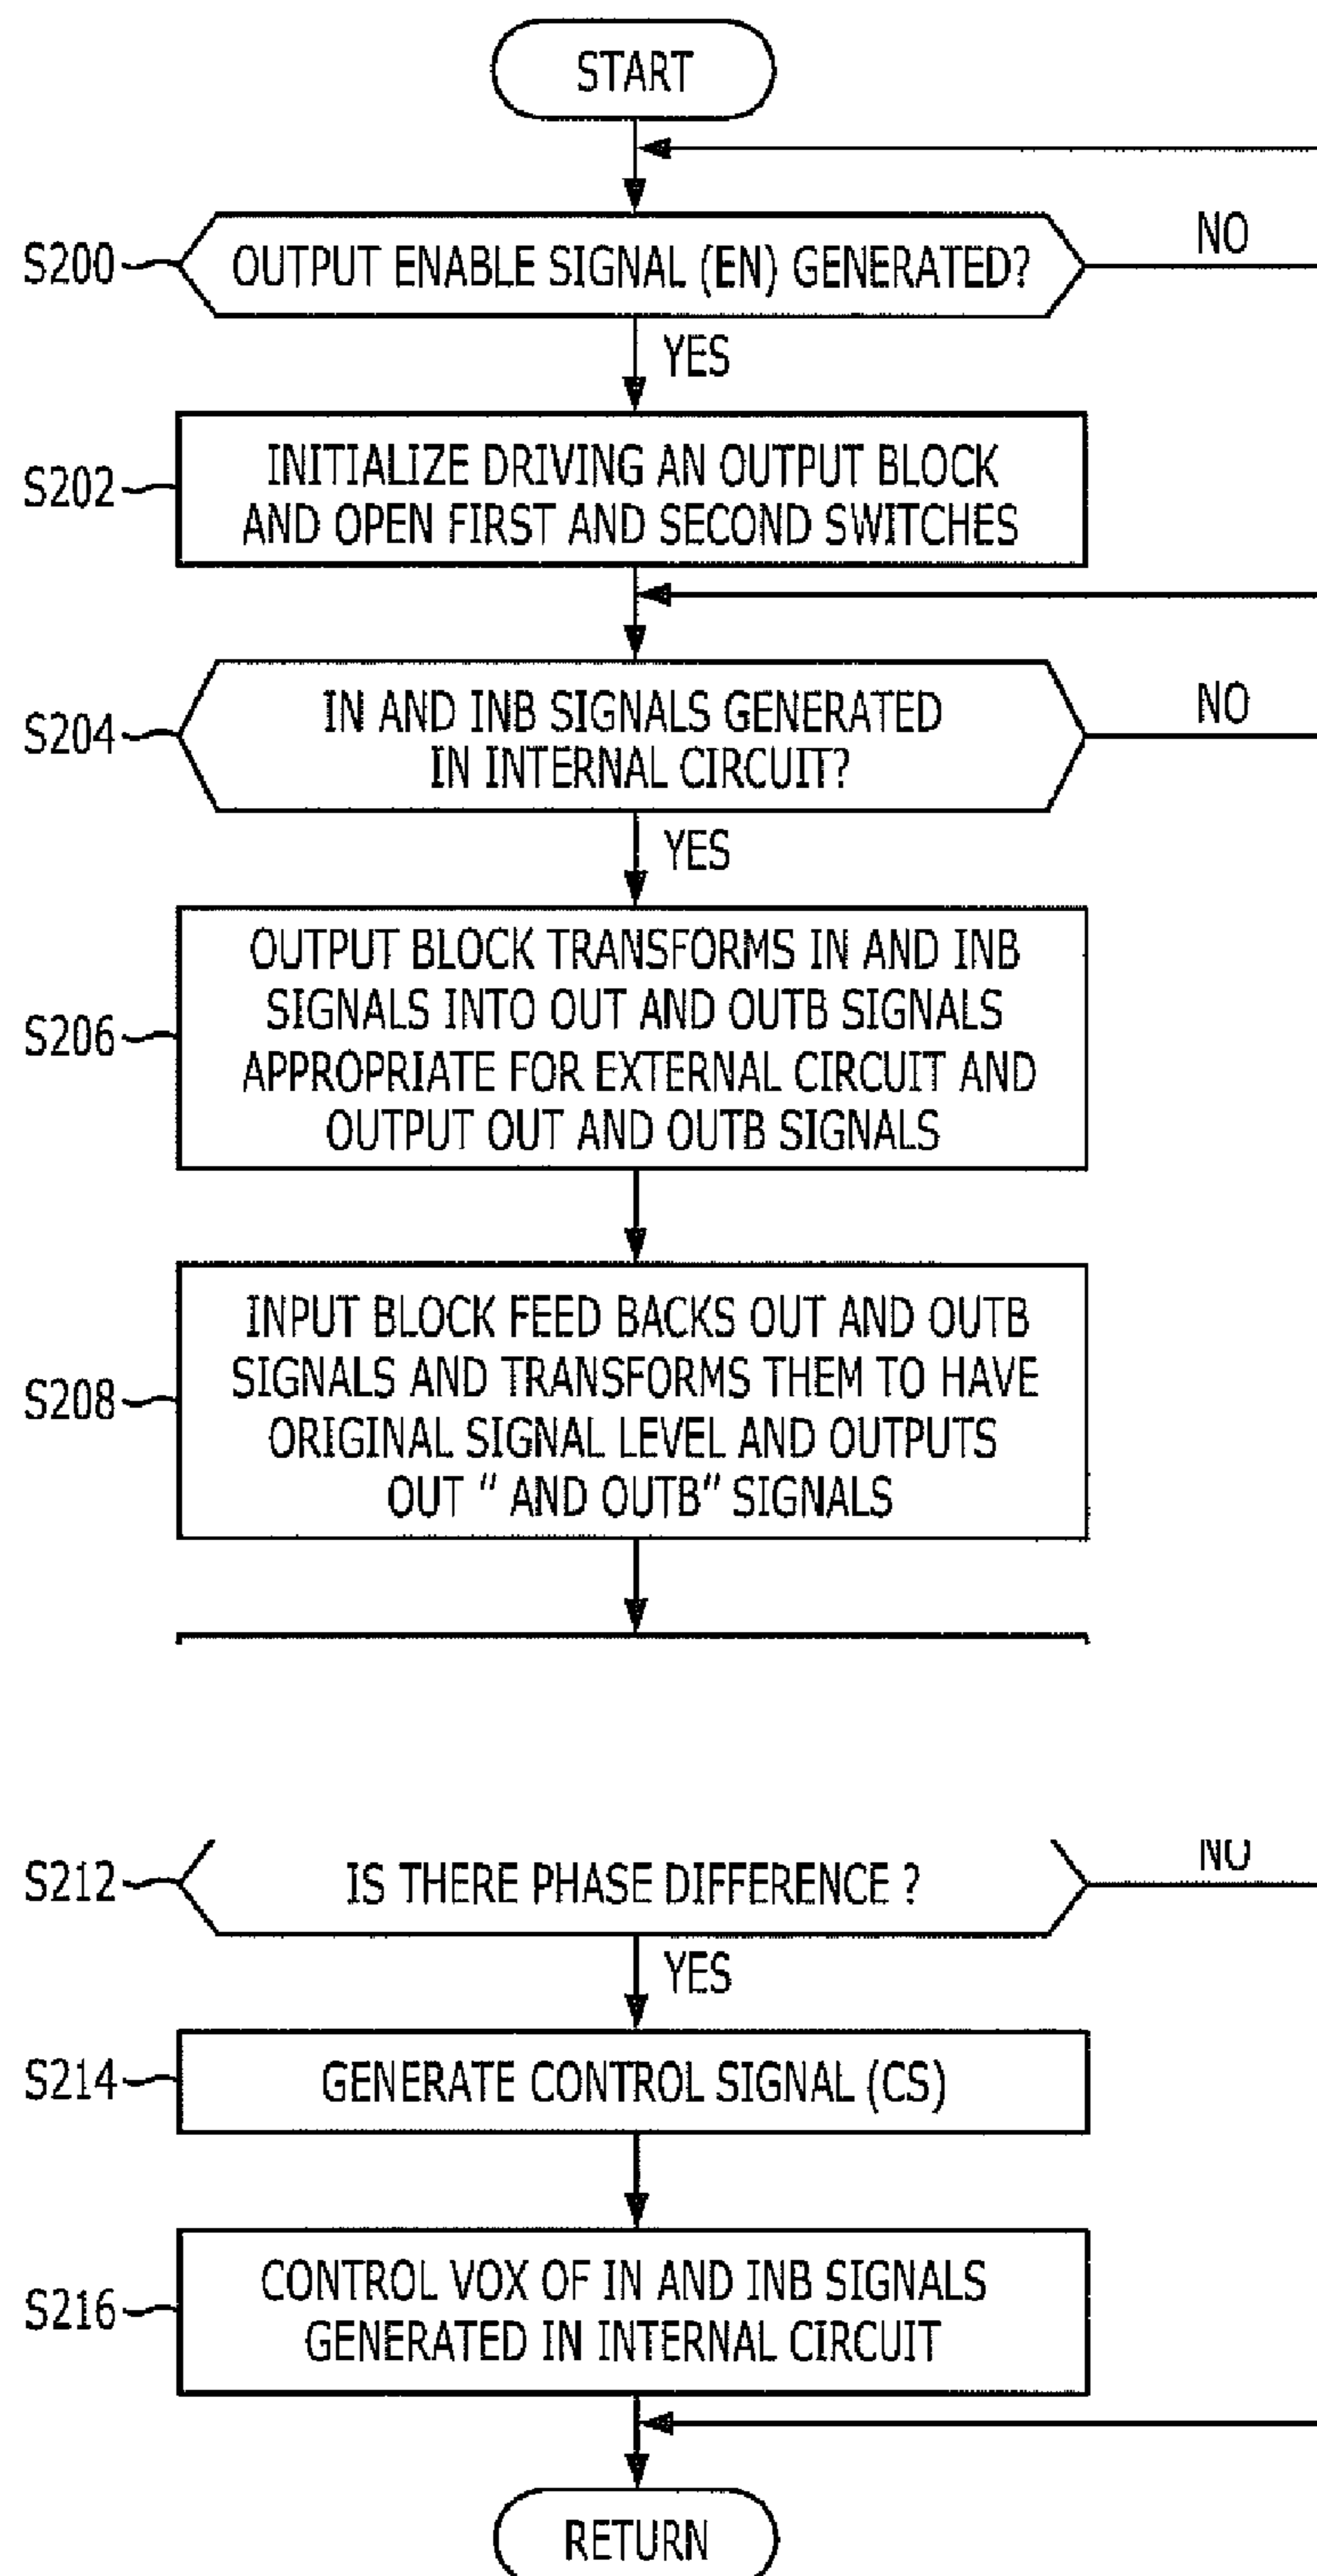 START
S200
OUTPUT ENABLE SIGNAL (EN) GENERATED?
NO
YES
S202
INITIALIZE DRIVING AN OUTPUT BLOCK
AND OPEN FIRST AND SECOND SWITCHES
S204
IN AND INB SIGNALS GENERATED
IN INTERNAL CIRCUIT?
NO
YES
S206
OUTPUT BLOCK TRANSFORMS IN AND INB
SIGNALS INTO OUT AND OUTB SIGNALS
APPROPRIATE FOR EXTERNAL CIRCUIT AND
OUTPUT OUT AND OUTB SIGNALS
S208
INPUT BLOCK FEED BACKS OUT AND OUTB
SIGNALS AND TRANSFORMS THEM TO HAVE
ORIGINAL SIGNAL LEVEL AND OUTPUTS
OUT " AND OUTB" SIGNALS
S212
IS THERE PHASE DIFFERENCE ?
NO
YES
S214
GENERATE CONTROL SIGNAL (CS)
S216
CONTROL VOX OF IN AND INB SIGNALS
GENERATED IN INTERNAL CIRCUIT
RETURN